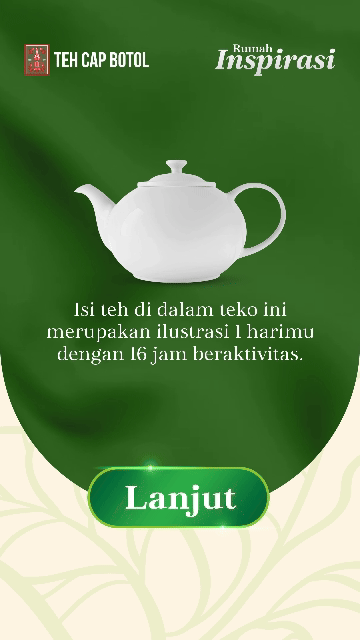 TEH CAP BOTOL
Rumah
Inspirasi
Isi teh di dalam teko ini
merupakan ilustrasi 1 harimu
dengan 16 jam beraktivitas.
Lanjut